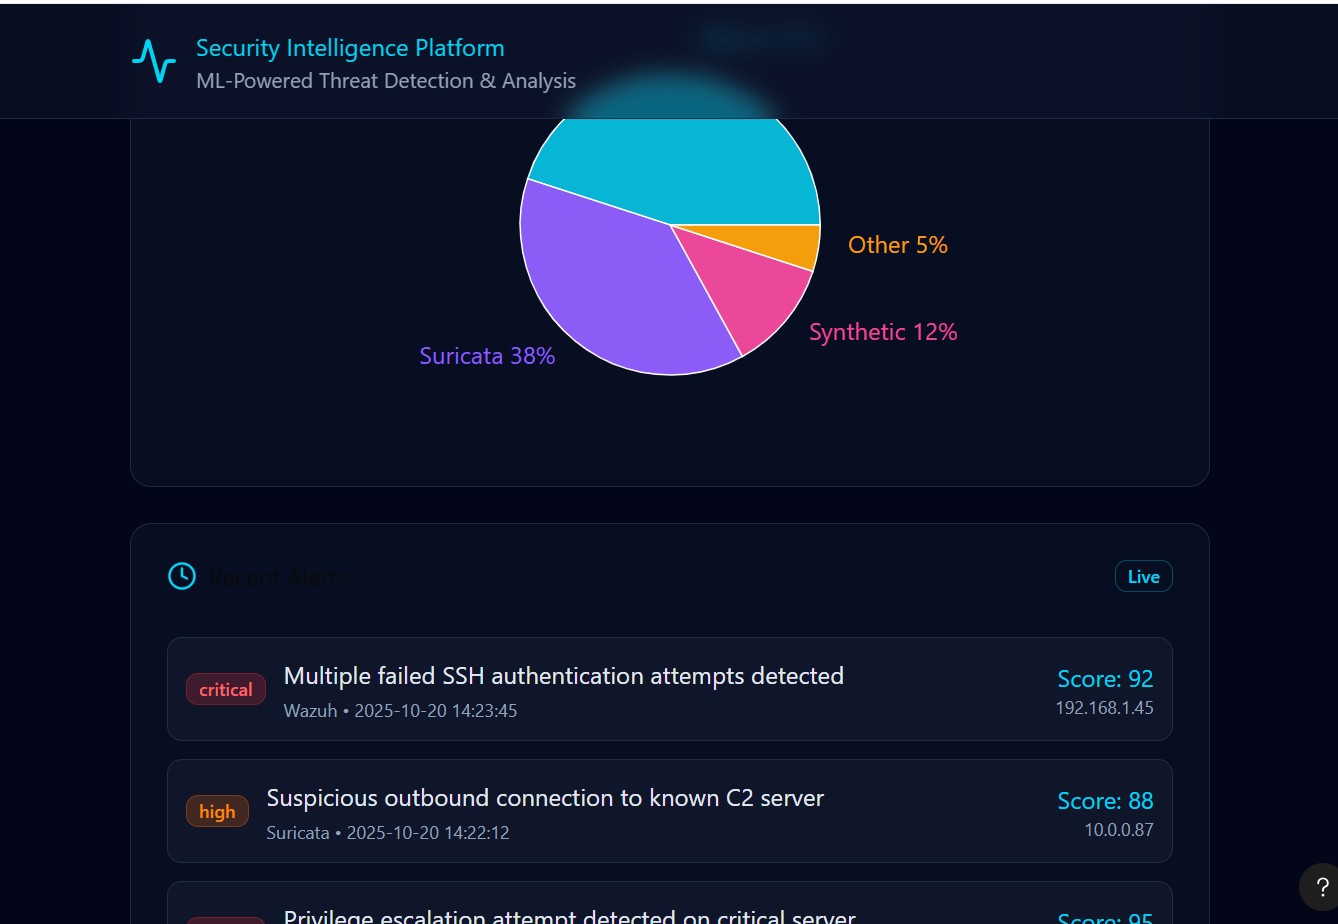 Security Intelligence Platform
ML-Powered Threat Detection & Analysis
Other 5%
Synthetic 12%
Suricata 38%
Recent Alerts
Live
critical
Multiple failed SSH authentication attempts detected
Wazuh • 2025-10-20 14:23:45
Score: 92
192.168.1.45
high
Suspicious outbound connection to known C2 server
Suricata • 2025-10-20 14:22:12
Score: 88
10.0.0.87
Privilege escalation attempt detected on critical server
Score: 95
?